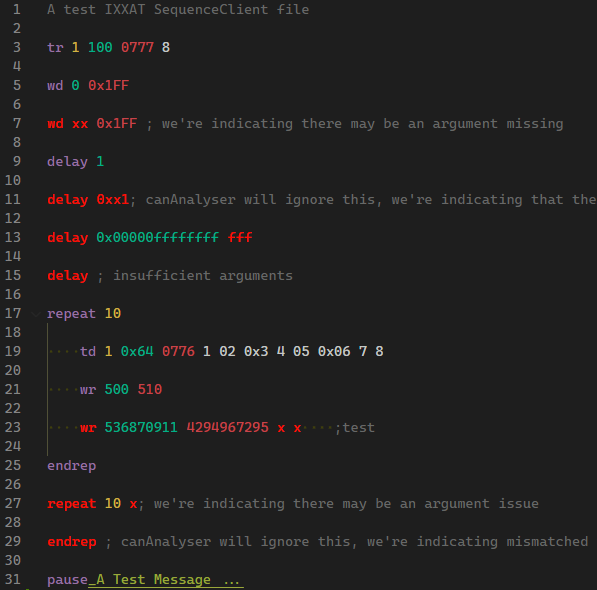 1 A test IXXAT SequenceClient file
2
3 tr 1 100 0777 8
4
5 wd 0 0x1FF
6
7 wd xx 0x1FF ; we're indicating there may be an argument missing
8
9 delay 1
10
11 delay 0xx1; canAnalyser will ignore this, we're indicating that the
12
13 delay 0x00000ffffffff fff
14
15 delay ; insufficient arguments
16
17 repeat 10
18
19 ····td 1 0x64 0776 1 02 0x3 4 05 0x06 7 8
20
21 ····wr 500 510
22
23 ····wr 536870911 4294967295 x x····;test
24
25 endrep
26
27 repeat 10 x; we're indicating there may be an argument issue
28
29 endrep ; canAnalyser will ignore this, we're indicating mismatched
30
31 pause_A Test Message ...